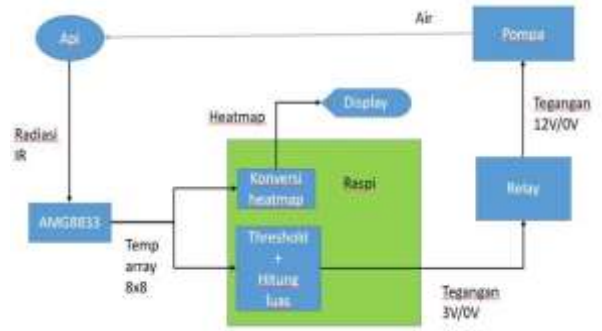 Air
Api
Pompa
Heatmap
Display
Tegangan
12V/0V
Radiasi
IR
Konversi
heatmap
Raspi
Relay
AMG8833
Threshold
+
Hitung
luas
Temp
array
8x8
Tegangan
3V/0V